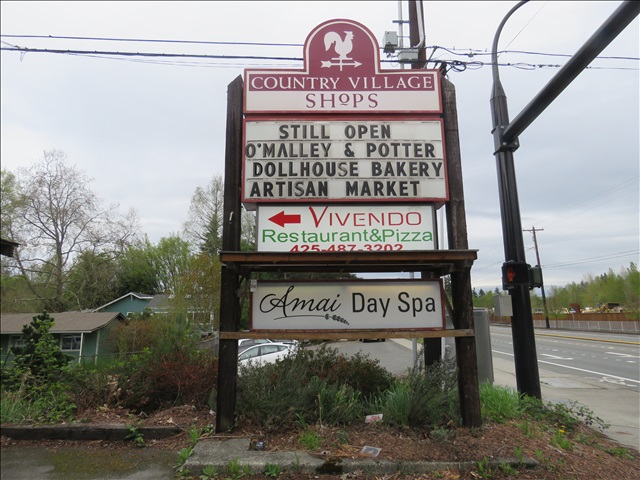 COUNTRY VILLAGE
SHOPS
STILL OPEN
O'MALLEY & POTTER
DOLLHOUSE BAKERY
ARTISAN MARKET
VIVENDO
Restaurant&Pizza
425-487-3202
Amai Day Spa